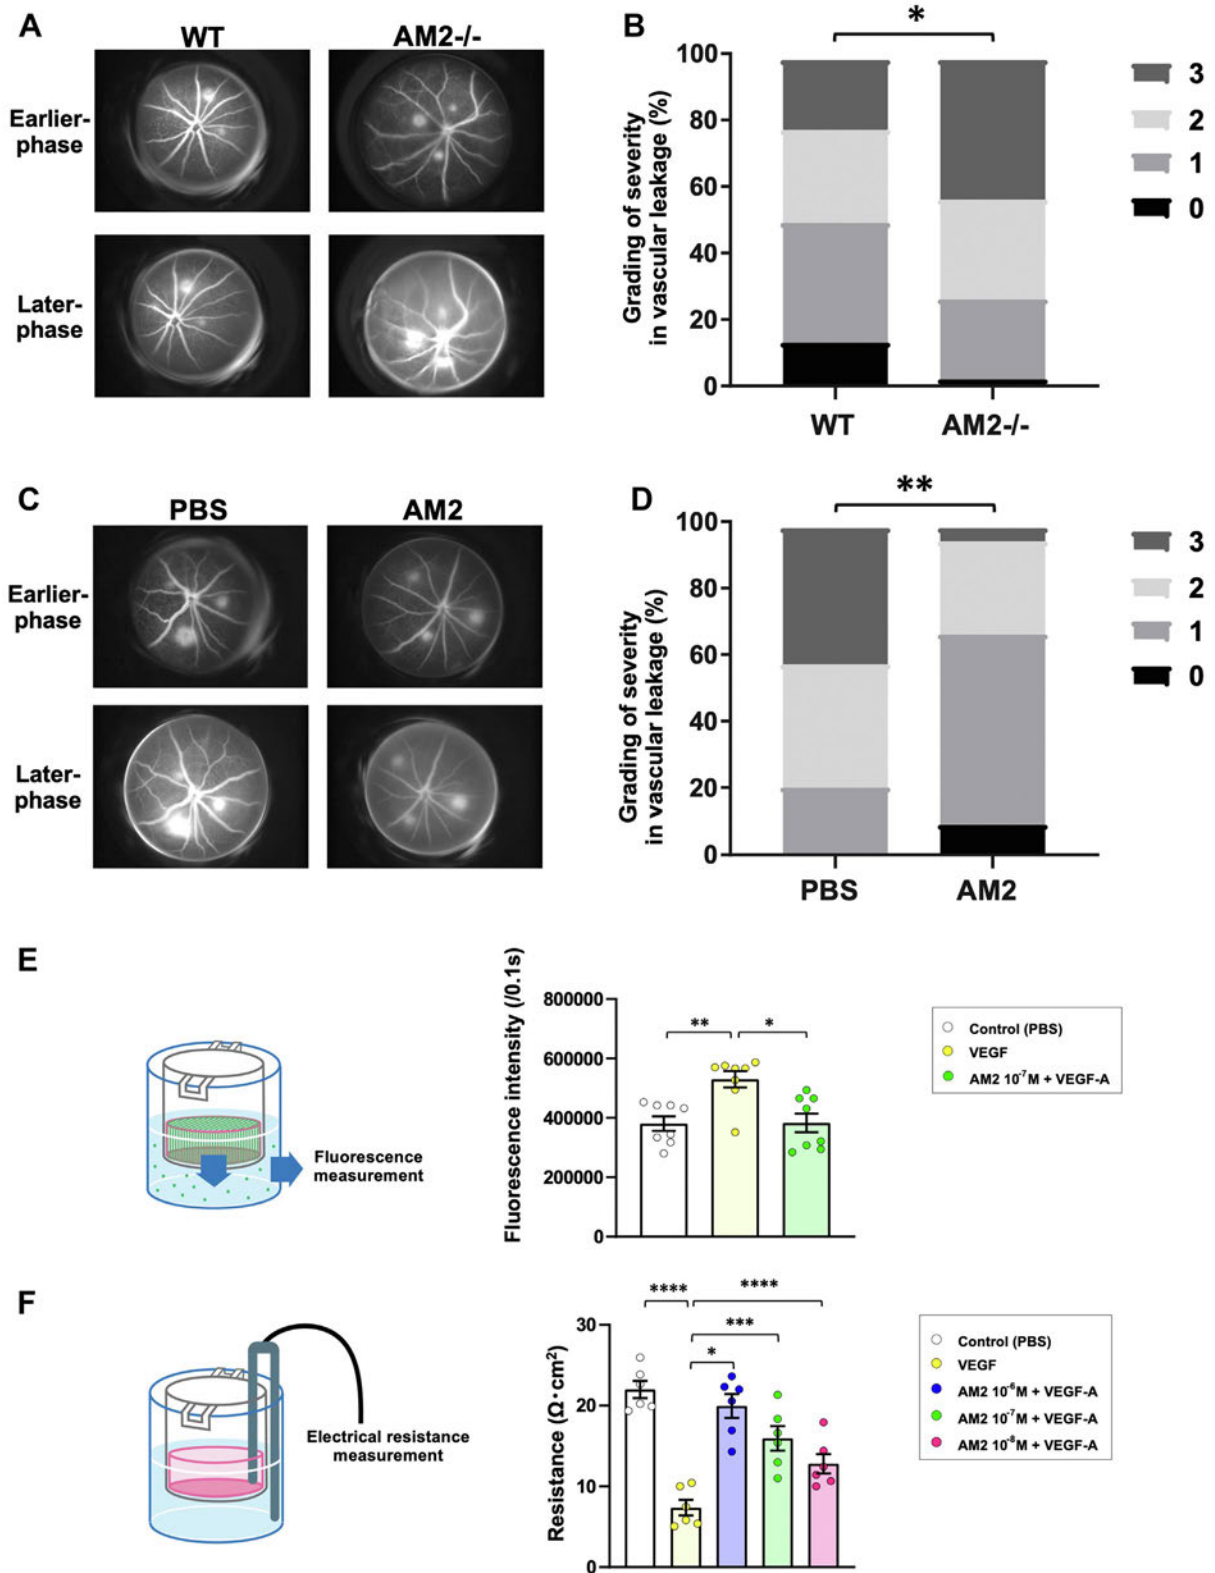 A
WT
AM2-/-
Earlier-
phase
Later-
phase
B
*
Grading of severity
in vascular leakage (%)
100
80
60
40
20
0
WT
AM2-/-
3
2
1
0
C
PBS
AM2
Earlier-
phase
Later-
phase
D
**
Grading of severity
in vascular leakage (%)
100
80
60
40
20
0
PBS
AM2
3
2
1
0
E
Fluorescence
measurement
Fluorescence intensity (/0.1s)
800000
600000
400000
200000
0
**
*
Control (PBS)
VEGF
AM2 10⁻⁷M + VEGF-A
F
Electrical resistance
measurement
Resistance (Ω·cm²)
30
20
10
0
****
****
***
*
Control (PBS)
VEGF
AM2 10⁻⁶M + VEGF-A
AM2 10⁻⁷M + VEGF-A
AM2 10⁻⁸M + VEGF-A